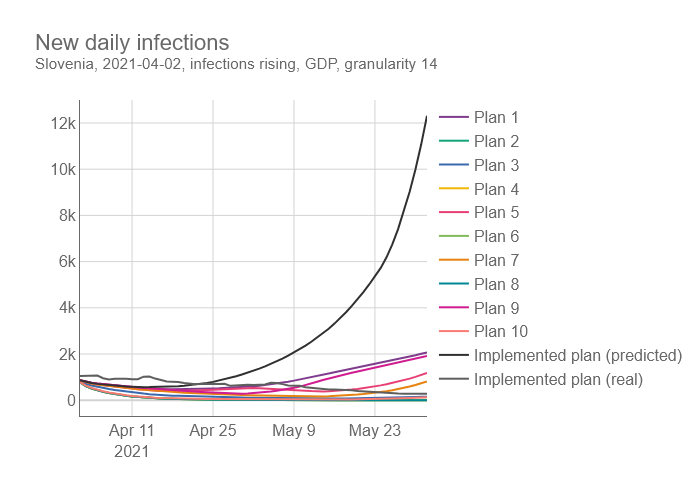 New daily infections
Slovenia, 2021-04-02, infections rising, GDP, granularity 14
12k
10k
8k
6k
4k
2k
0
Apr 11
2021
Apr 25
May 9
May 23
Plan 1
Plan 2
Plan 3
Plan 4
Plan 5
Plan 6
Plan 7
Plan 8
Plan 9
Plan 10
Implemented plan (predicted)
Implemented plan (real)